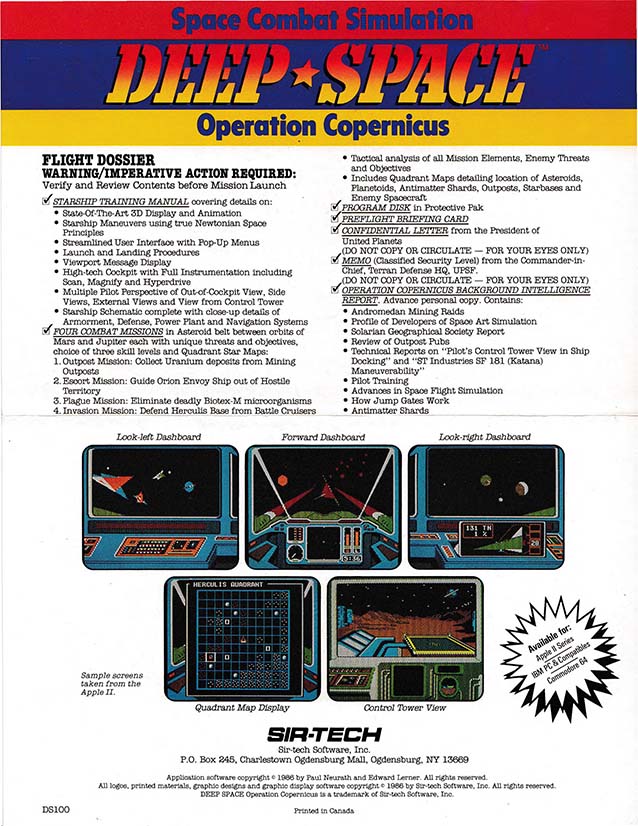 Space Combat Simulation
DEEP★SPACE™
Operation Copernicus
FLIGHT DOSSIER
WARNING/IMPERATIVE ACTION REQUIRED:
Verify and Review Contents before Mission Launch
STARSHIP TRAINING MANUAL covering details on:
• State-Of-The-Art 3D Display and Animation
• Starship Maneuvers using true Newtonian Space
Principles
• Streamlined User Interface with Pop-Up Menus
• Launch and Landing Procedures
• Viewport Message Display
• High-tech Cockpit with Full Instrumentation including
Scan, Magnify and Hyperdrive
• Multiple Pilot Perspective of Out-of-Cockpit View, Side
Views, External Views and View from Control Tower
• Starship Schematic complete with close-up details of
Armorment, Defense, Power Plant and Navigation Systems
FOUR COMBAT MISSIONS in Asteroid belt between orbits of
Mars and Jupiter each with unique threats and objectives,
choice of three skill levels and Quadrant Star Maps:
1. Outpost Mission: Collect Uranium deposits from Mining
Outposts
2. Escort Mission: Guide Orion Envoy Ship out of Hostile
Territory
3. Plague Mission: Eliminate deadly Biotex-M microorganisms
4. Invasion Mission: Defend Herculis Base from Battle Cruisers
• Tactical analysis of all Mission Elements, Enemy Threats
and Objectives
• Includes Quadrant Maps detailing location of Asteroids,
Planetoids, Antimatter Shards, Outposts, Starbases and
Enemy Spacecraft
PROGRAM DISK in Protective Pak
PREFLIGHT BRIEFING CARD
CONFIDENTIAL LETTER from the President of
United Planets
(DO NOT COPY OR CIRCULATE — FOR YOUR EYES ONLY)
MEMO (Classified Security Level) from the Commander-in-
Chief, Terran Defense HQ, UPSF.
(DO NOT COPY OR CIRCULATE — FOR YOUR EYES ONLY)
OPERATION COPERNICUS BACKGROUND INTELLIGENCE
REPORT. Advance personal copy. Contains:
• Andromedan Mining Raids
• Profile of Developers of Space Art Simulation
• Solarian Geographical Society Report
• Review of Outpost Pubs
• Technical Reports on "Pilot's Control Tower View in Ship
Docking" and "ST Industries SF 181 (Katana)
Maneuverability"
• Pilot Training
• Advances in Space Flight Simulation
• How Jump Gates Work
• Antimatter Shards
Look-left Dashboard
Forward Dashboard
Look-right Dashboard
5:36
131 TN
1 %
20
HERCULIS QUADRANT
Sample screens
taken from the
Apple II.
Quadrant Map Display
Control Tower View
Available for:
Apple II Series
IBM PC & Compatibles
Commodore 64
SIR-TECH
Sir-tech Software, Inc.
P.O. Box 245, Charlestown Ogdensburg Mall, Ogdensburg, NY 13669
Application software copyright © 1986 by Paul Neurath and Edward Lerner. All rights reserved.
All logos, printed materials, graphic designs and graphic display software copyright © 1986 by Sir-tech Software, Inc. All rights reserved.
DEEP SPACE Operation Copernicus is a trademark of Sir-tech Software, Inc.
DS100
Printed in Canada